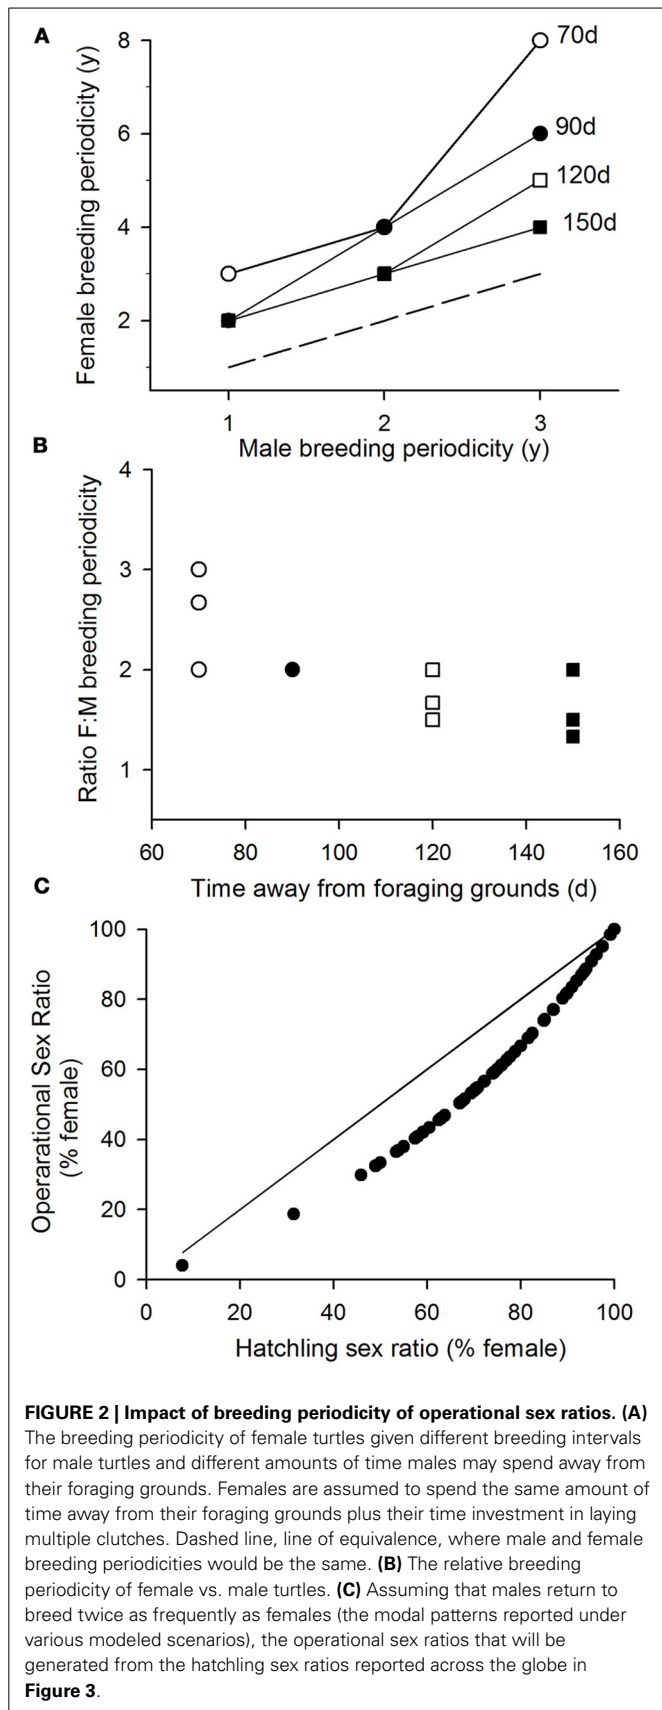 A
Female breeding periodicity (y)
8
6
4
2
70d
90d
120d
150d
1 2 3
Male breeding periodicity (y)
B
Ratio F:M breeding periodicity
4
3
2
1
60 80 100 120 140 160
Time away from foraging grounds (d)
C
Operarational Sex Ratio
(% female)
100
80
60
40
20
0
0 20 40 60 80 100
Hatchling sex ratio (% female)
FIGURE 2 | Impact of breeding periodicity of operational sex ratios. (A)
The breeding periodicity of female turtles given different breeding intervals
for male turtles and different amounts of time males may spend away from
their foraging grounds. Females are assumed to spend the same amount of
time away from their foraging grounds plus their time investment in laying
multiple clutches. Dashed line, line of equivalence, where male and female
breeding periodicities would be the same. (B) The relative breeding
periodicity of female vs. male turtles. (C) Assuming that males return to
breed twice as frequently as females (the modal patterns reported under
various modeled scenarios), the operational sex ratios that will be
generated from the hatchling sex ratios reported across the globe in
Figure 3.